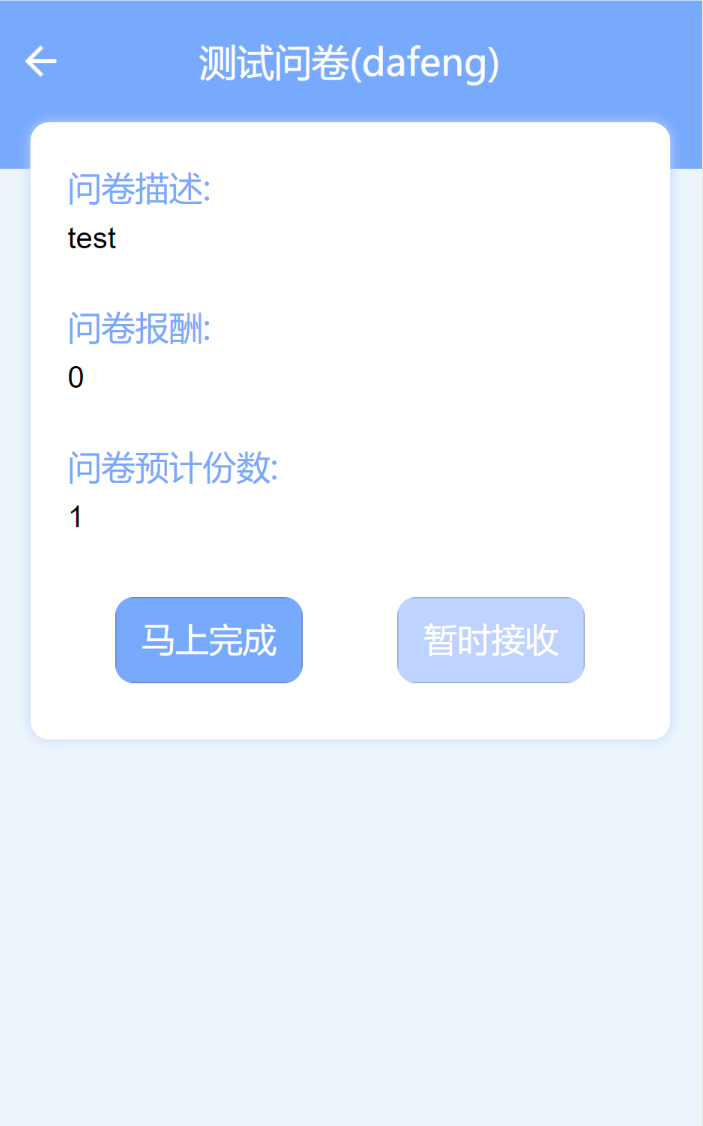 测试问卷(dafeng)
问卷描述:
test
问卷报酬:
0
问卷预计份数:
1
马上完成
暂时接收